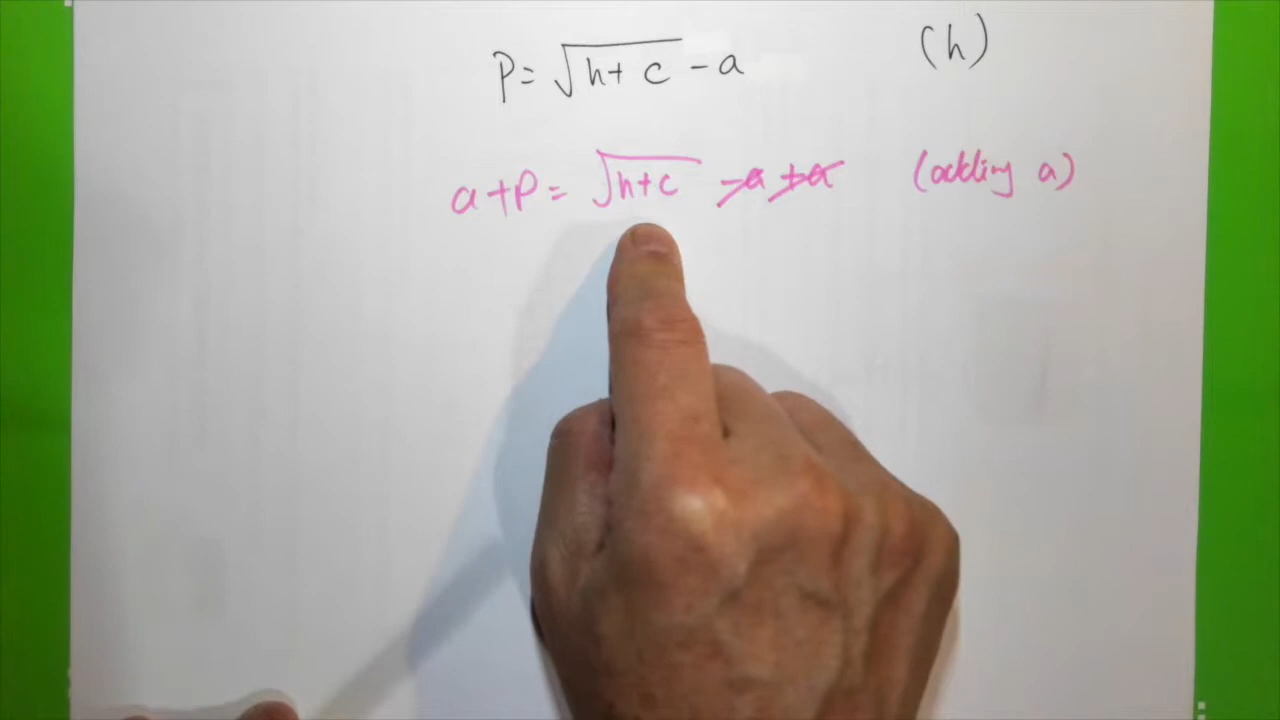 P = √(h + c) - a (h)
a + P = √(h + c) - a + a (adding a)